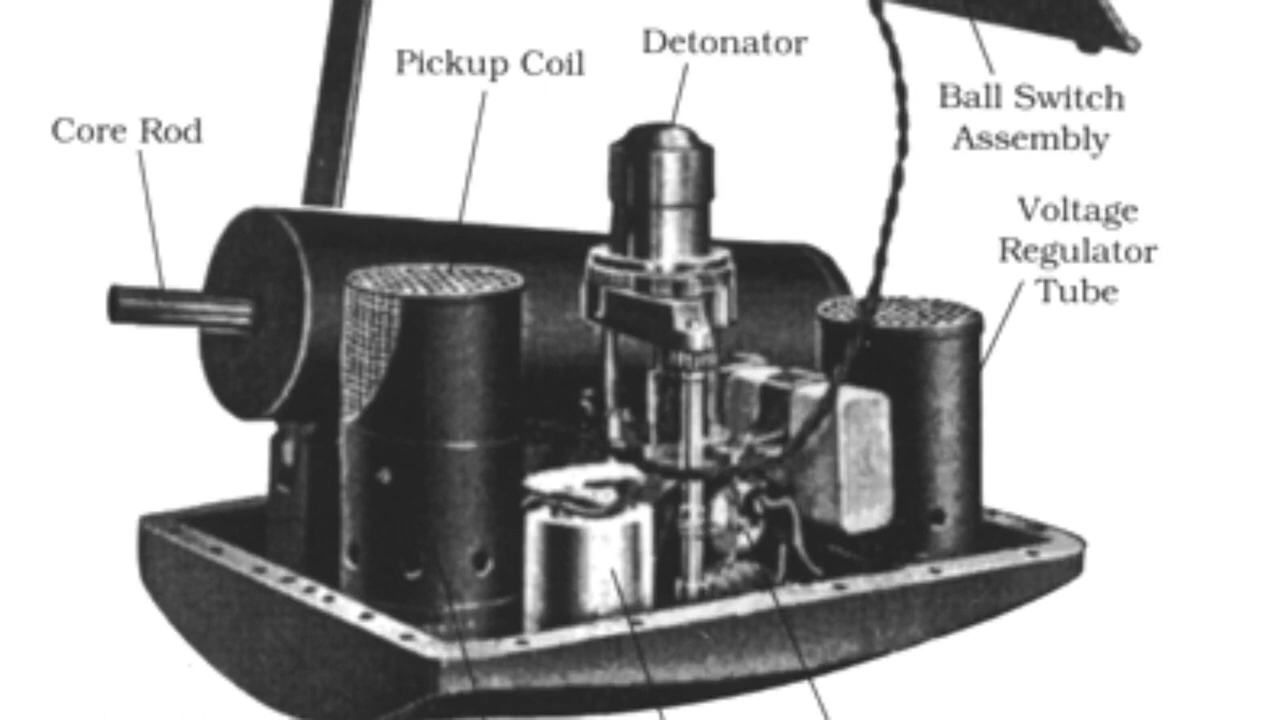 Detonator
Pickup Coil
Ball Switch
Assembly
Core Rod
Voltage
Regulator
Tube